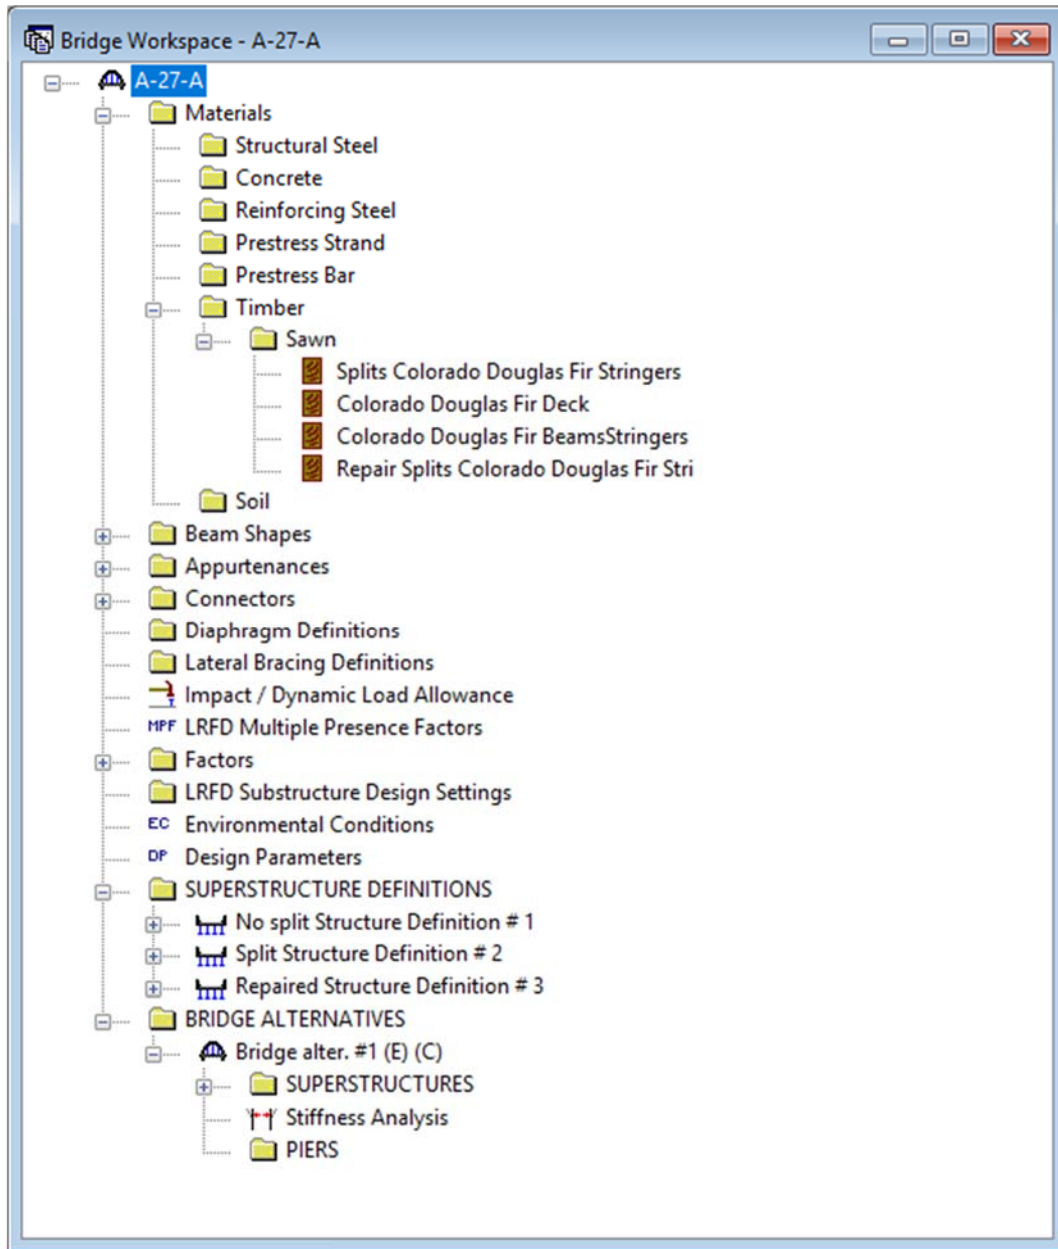 Bridge Workspace - A-27-A
A-27-A
Materials
Structural Steel
Concrete
Reinforcing Steel
Prestress Strand
Prestress Bar
Timber
Sawn
Splits Colorado Douglas Fir Stringers
Colorado Douglas Fir Deck
Colorado Douglas Fir BeamsStringers
Repair Splits Colorado Douglas Fir Stri
Soil
Beam Shapes
Appurtenances
Connectors
Diaphragm Definitions
Lateral Bracing Definitions
Impact / Dynamic Load Allowance
MPF LRFD Multiple Presence Factors
Factors
LRFD Substructure Design Settings
EC Environmental Conditions
DP Design Parameters
SUPERSTRUCTURE DEFINITIONS
No split Structure Definition # 1
Split Structure Definition # 2
Repaired Structure Definition # 3
BRIDGE ALTERNATIVES
Bridge alter. #1 (E) (C)
SUPERSTRUCTURES
Stiffness Analysis
PIERS